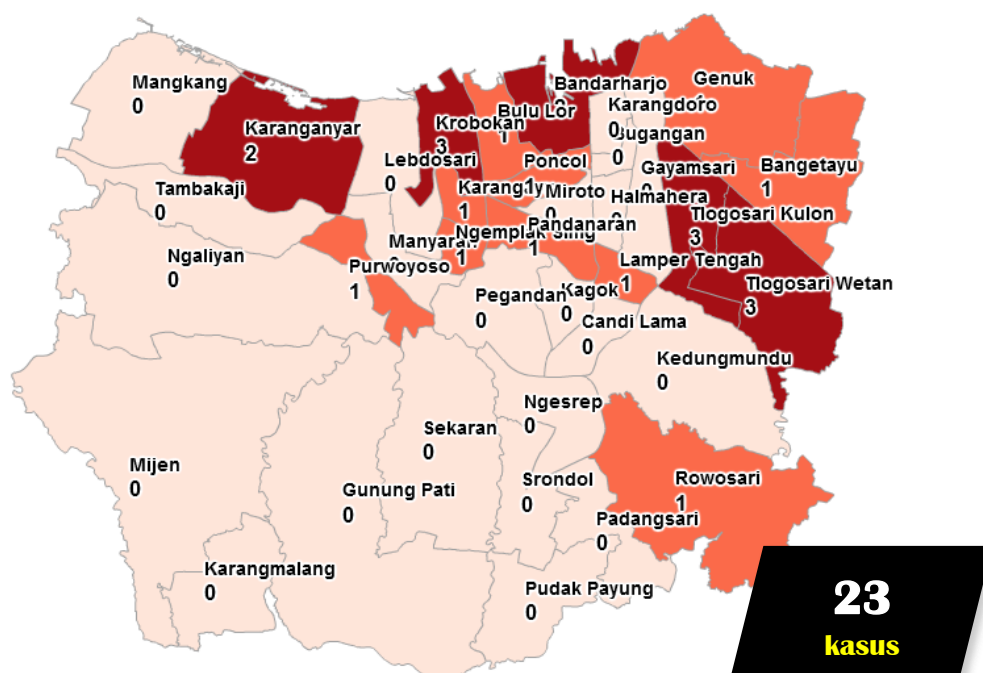 Mangkang
0
Karanganyar
2
Genuk
Bandarharjo
Karangdoro
0
Bulu Lor
1
Krobokan
3
Bugangan
0
Lebdosari
0
Poncol
1
Gayamsari
Bangetayu
1
Tambakaji
0
Miroto
0
Halmahera
1
Tlogosari Kulon
3
Pandanaran
1
Manyaran
Ngemplak
1
Ngaliyan
0
Purwoyoso
1
Lamper Tengah
1
Tlogosari Wetan
3
Pegandan
0
Kagok
0
Candi Lama
0
Kedungmundu
0
Ngesrep
0
Sekaran
0
Mijen
0
Gunung Pati
0
Srondol
0
Rowosari
1
Padangsari
0
Karangmalang
0
Pudak Payung
0
23
kasus